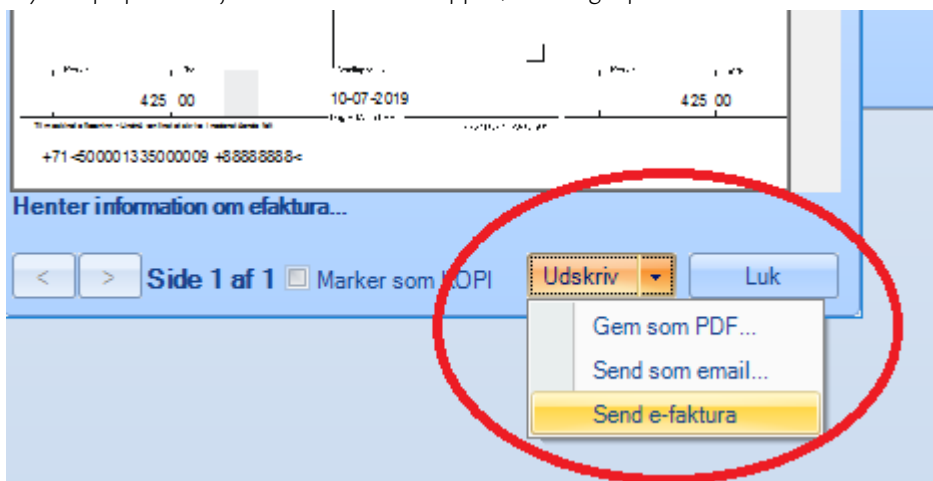 425 00
10-07-2019
425 00
+71<500001335000009 +88888888<
Henter information om efaktura...
< > Side 1 af 1 Marker som KOPI Udskriv Luk
Gem som PDF...
Send som email...
Send e-faktura